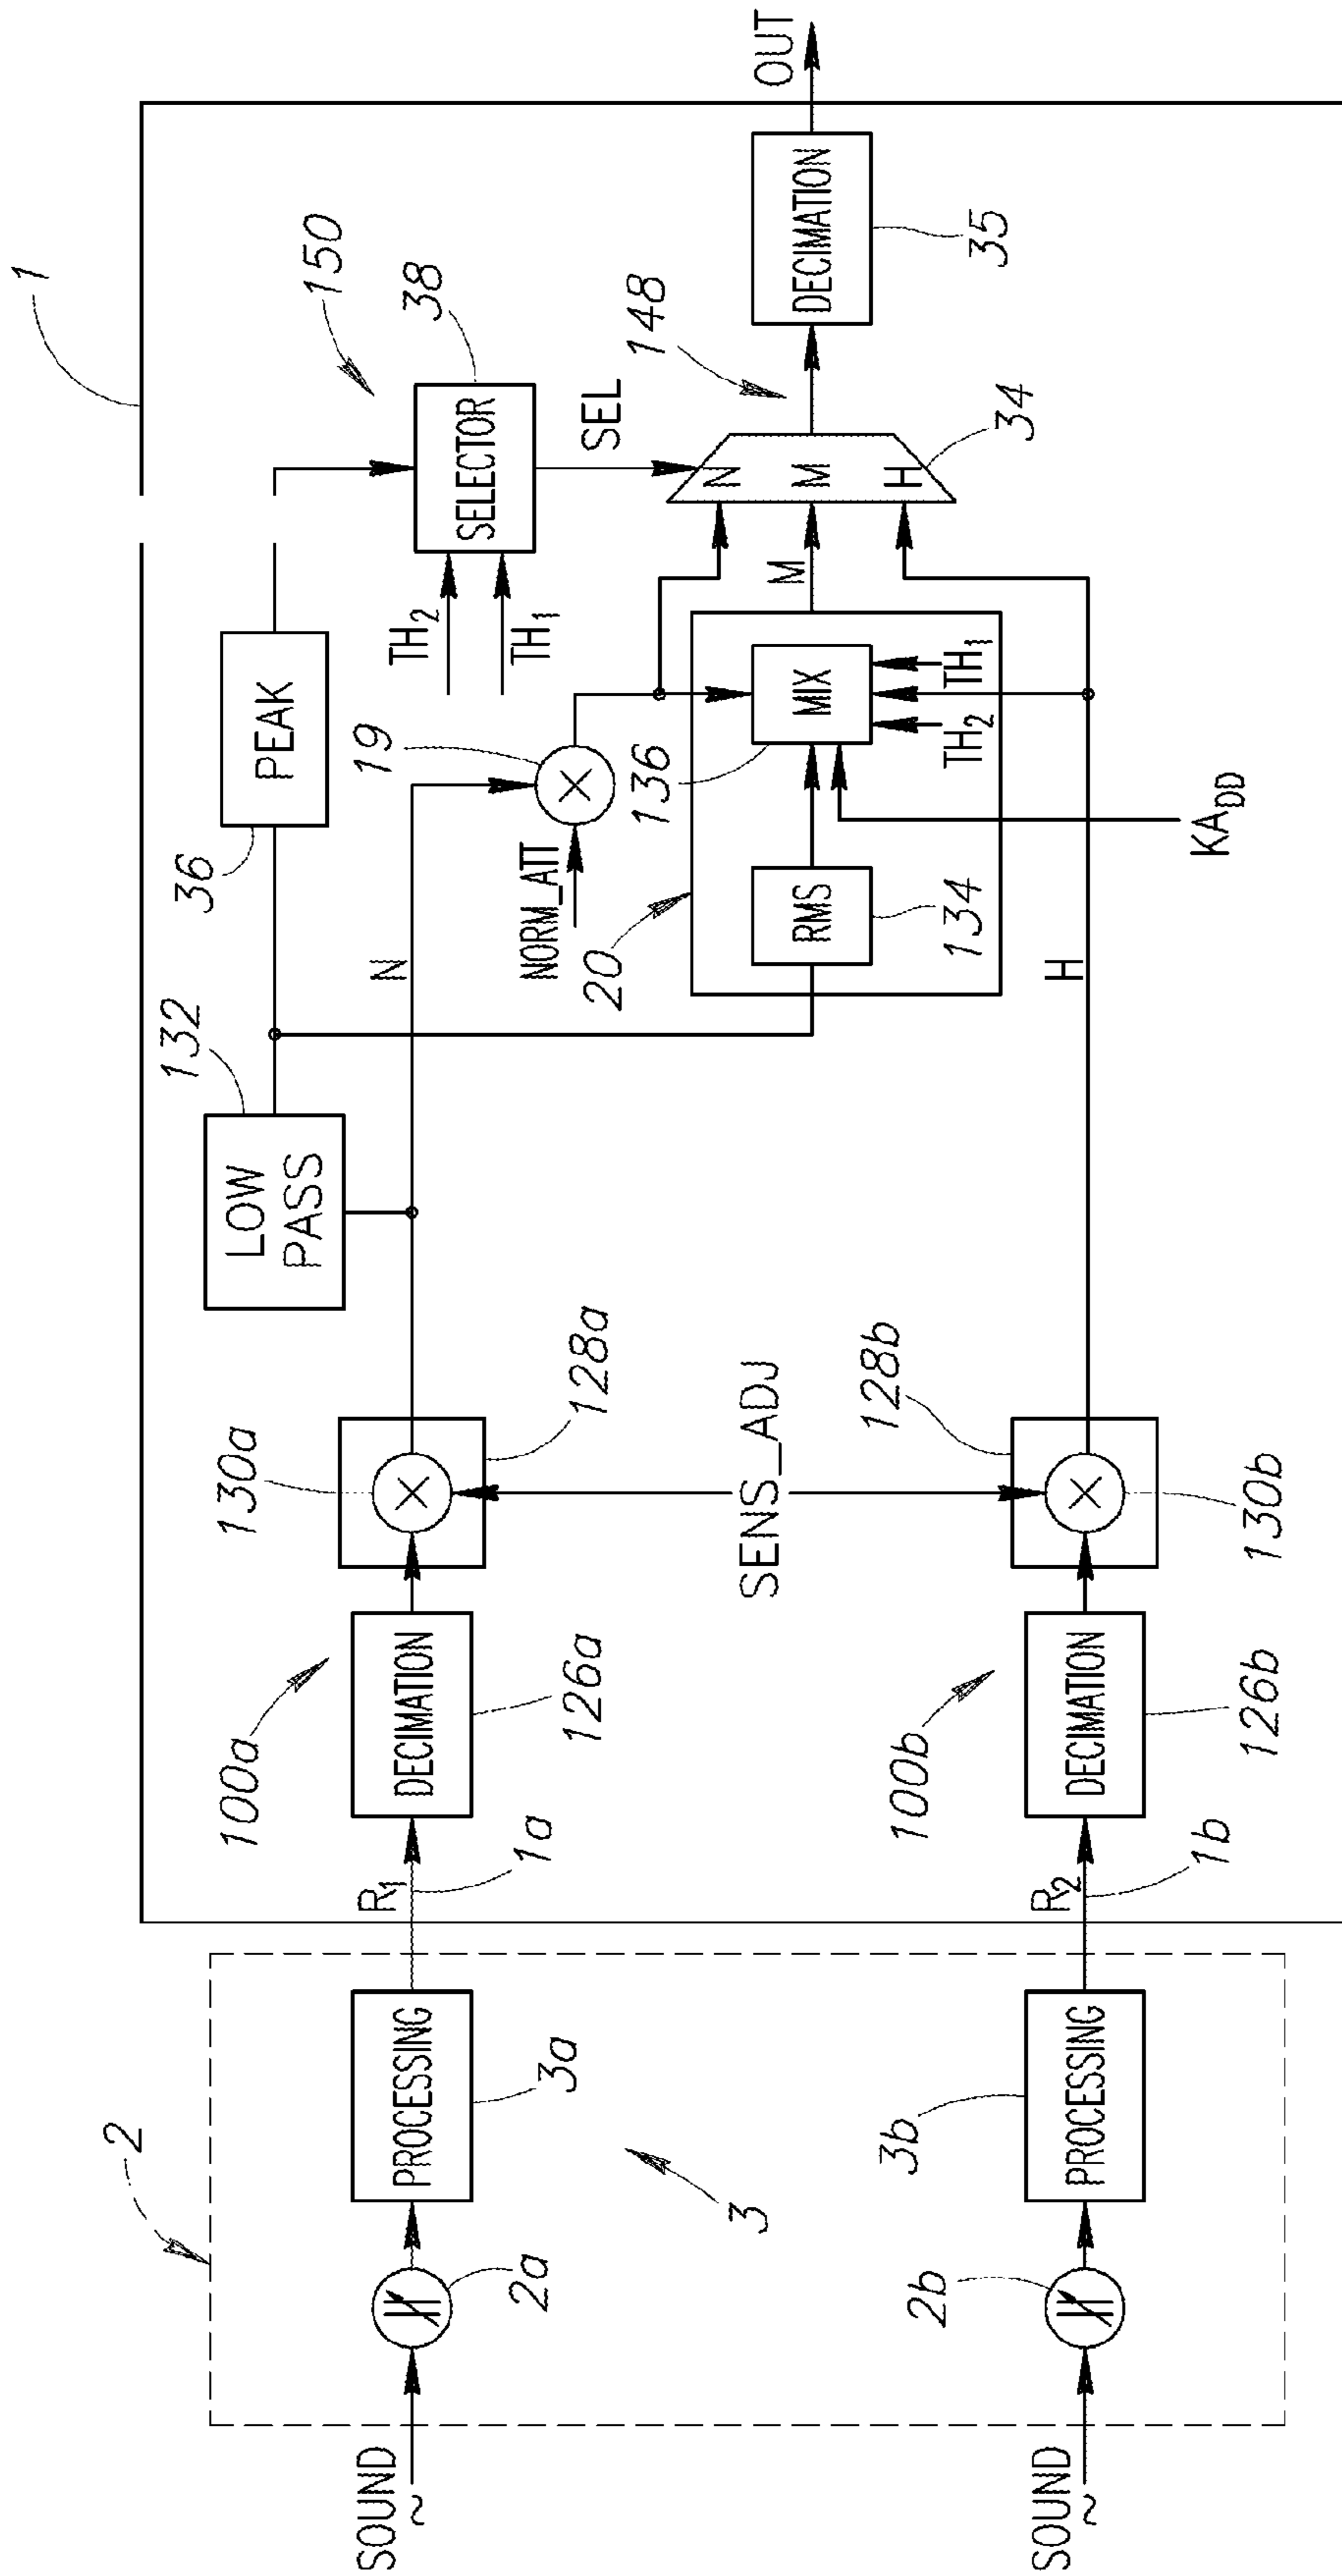 1
150
38
SELECTOR
SEL
TH2
TH1
PEAK
36
19
132
LOW
PASS
N
NORM_ATT
20
136
MIX
M
TH2
TH1
RMS
134
KADD
H
N
M
H
34
148
DECIMATION
35
OUT
130a
128a
SENS_ADJ
128b
130b
100a
DECIMATION
126a
100b
DECIMATION
126b
R1
1a
R2
1b
2
PROCESSING
3a
3
3b
PROCESSING
2a
2b
SOUND
~
SOUND
~